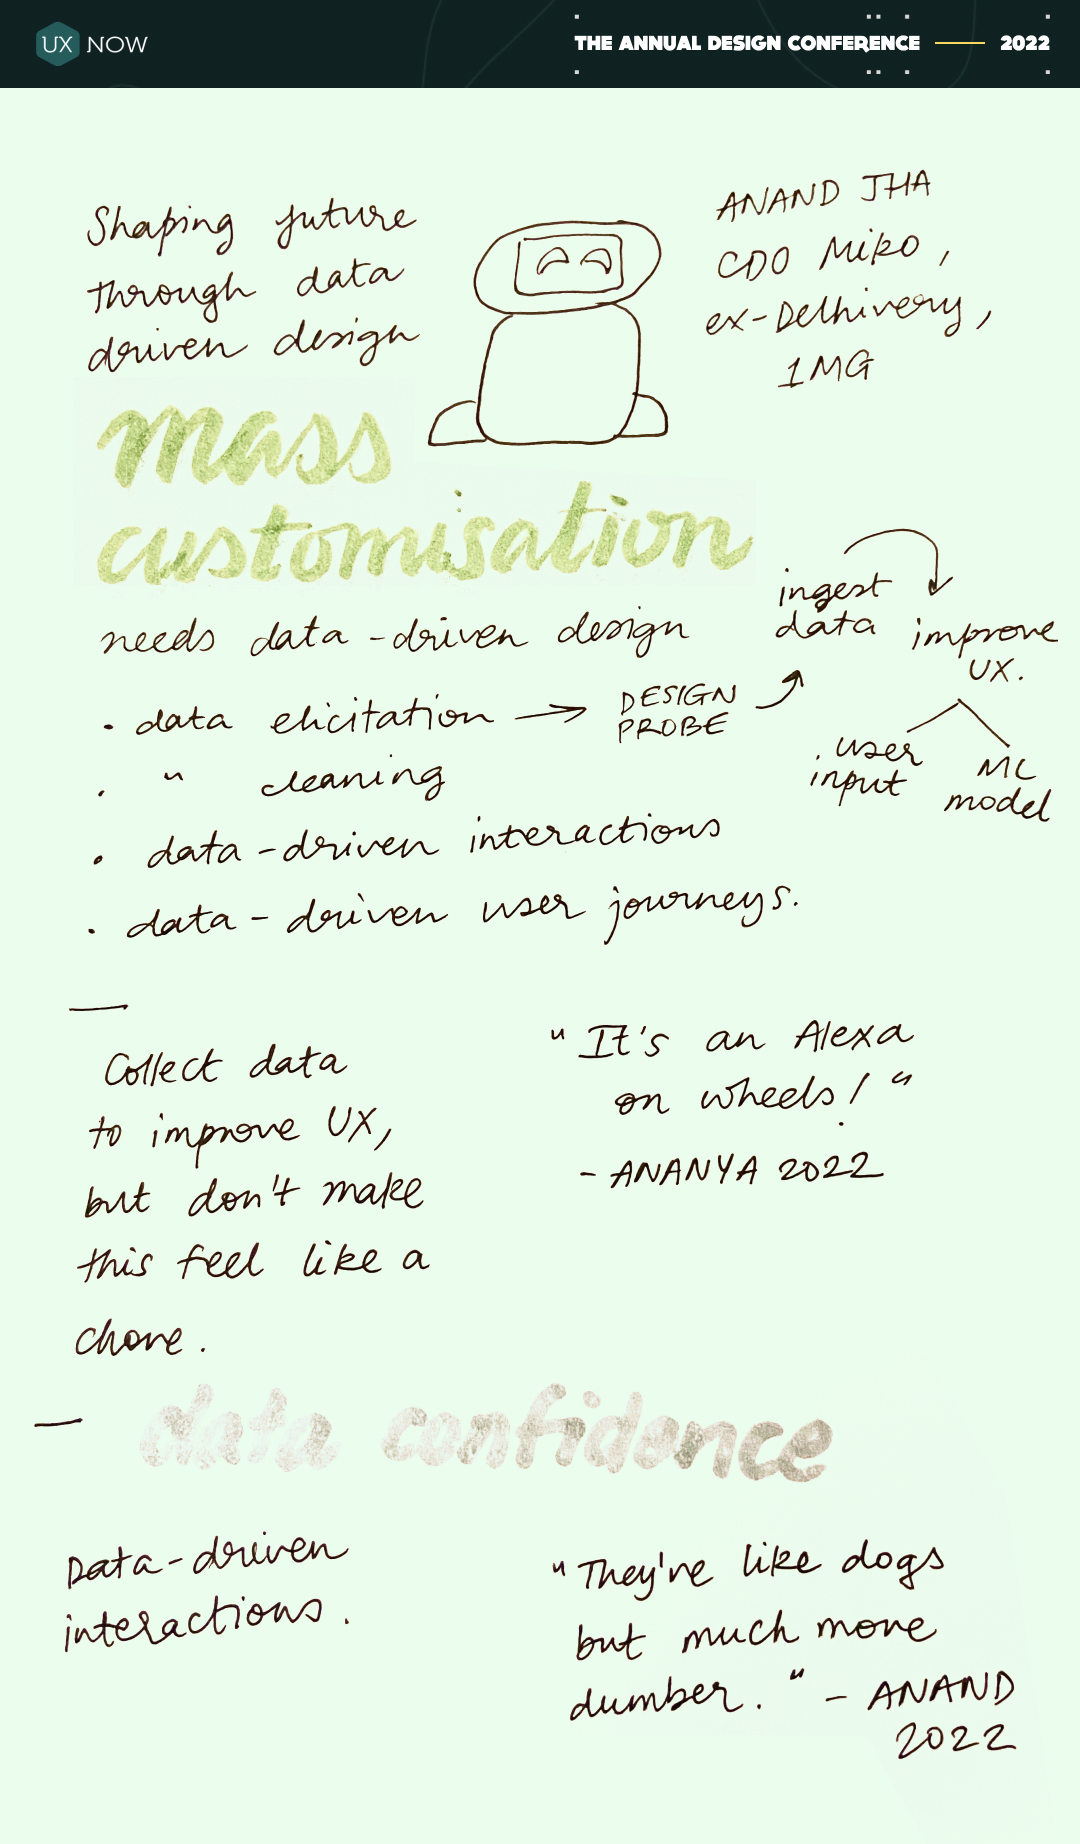 UX NOW
THE ANNUAL DESIGN CONFERENCE — 2022
Shaping future
through data
driven design
ANAND JHA
CDO Miko,
ex-Delhivery,
1MG
mass
customisation
needs data-driven design
ingest
data
improve
UX.
• data elicitation → DESIGN
PROBE
user
input
ML
model
• " cleaning
• data-driven interactions
• data-driven user journeys.
—
Collect data
to improve UX,
but don't make
this feel like a
chore.
"It's an Alexa
on wheels!"
- ANANYA 2022
— data confidence
Data-driven
interactions.
"They're like dogs
but much more
dumber." - ANAND
2022